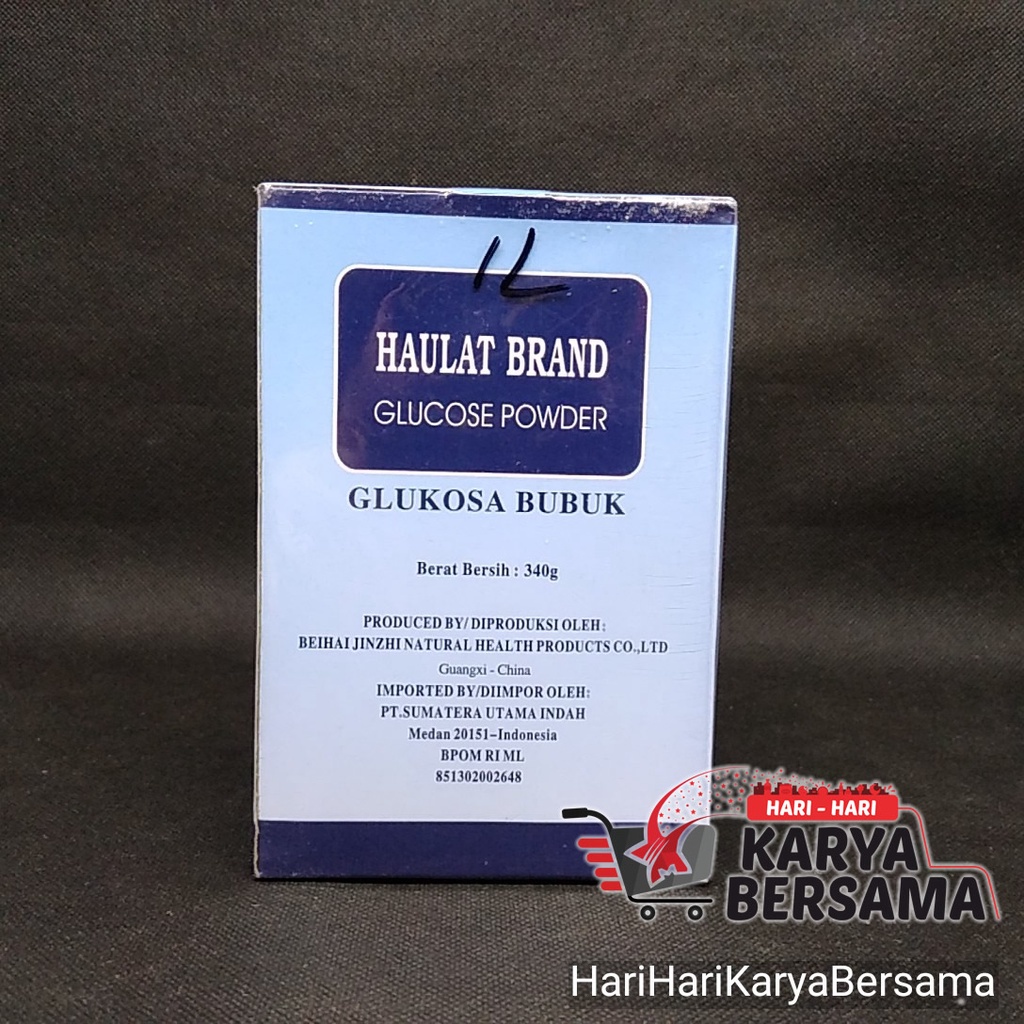 IL
HAULAT BRAND
GLUCOSE POWDER
GLUKOSA BUBUK
Berat Bersih : 340g
PRODUCED BY/ DIPRODUKSI OLEH:
BEIHAI JINZHI NATURAL HEALTH PRODUCTS CO.,LTD
Guangxi - China
IMPORTED BY/DIIMPOR OLEH:
PT.SUMATERA UTAMA INDAH
Medan 20151-Indonesia
BPOM RI ML
851302002648
HARI - HARI
KARYA
BERSAMA
HariHariKaryaBersama